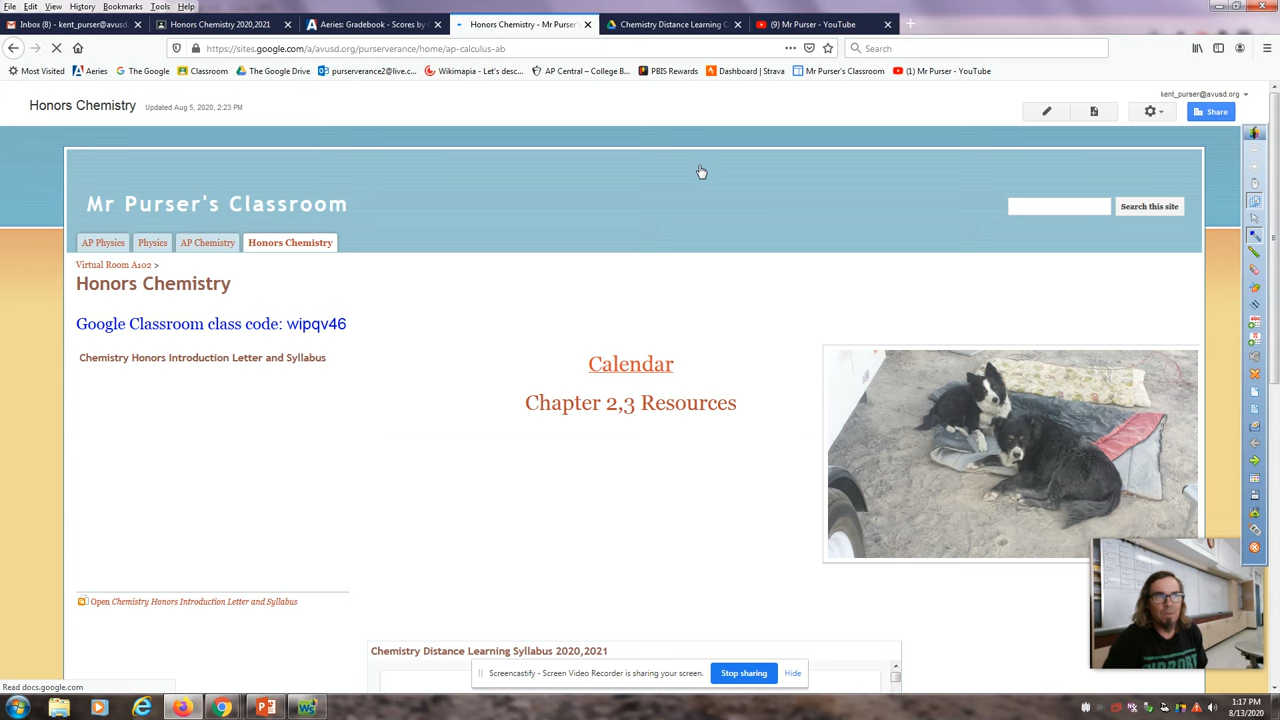 File Edit View History Bookmarks Tools Help
Inbox (8) - kent_purser@avusd.
Honors Chemistry 2020,2021
Aeries: Gradebook - Scores by
Honors Chemistry - Mr Purser'
Chemistry Distance Learning
(9) Mr Purser - YouTube
https://sites.google.com/a/avusd.org/purserverance/home/ap-calculus-ab
Search
Most Visited
Aeries
The Google
Classroom
The Google Drive
purserverance2@live.c...
Wikimapia - Let's desc...
AP Central – College B...
PBIS Rewards
Dashboard | Strava
Mr Purser's Classroom
(1) Mr Purser - YouTube
kent_purser@avusd.org
Honors Chemistry Updated Aug 5, 2020, 2:23 PM
Share
Mr Purser's Classroom
Search this site
AP Physics Physics AP Chemistry Honors Chemistry
Virtual Room A102 >
Honors Chemistry
Google Classroom class code: wipqv46
Chemistry Honors Introduction Letter and Syllabus
Calendar
Chapter 2,3 Resources
Open Chemistry Honors Introduction Letter and Syllabus
Chemistry Distance Learning Syllabus 2020,2021
Screencastify - Screen Video Recorder is sharing your screen.
Stop sharing
Hide
Read docs.google.com
1:17 PM
8/13/2020